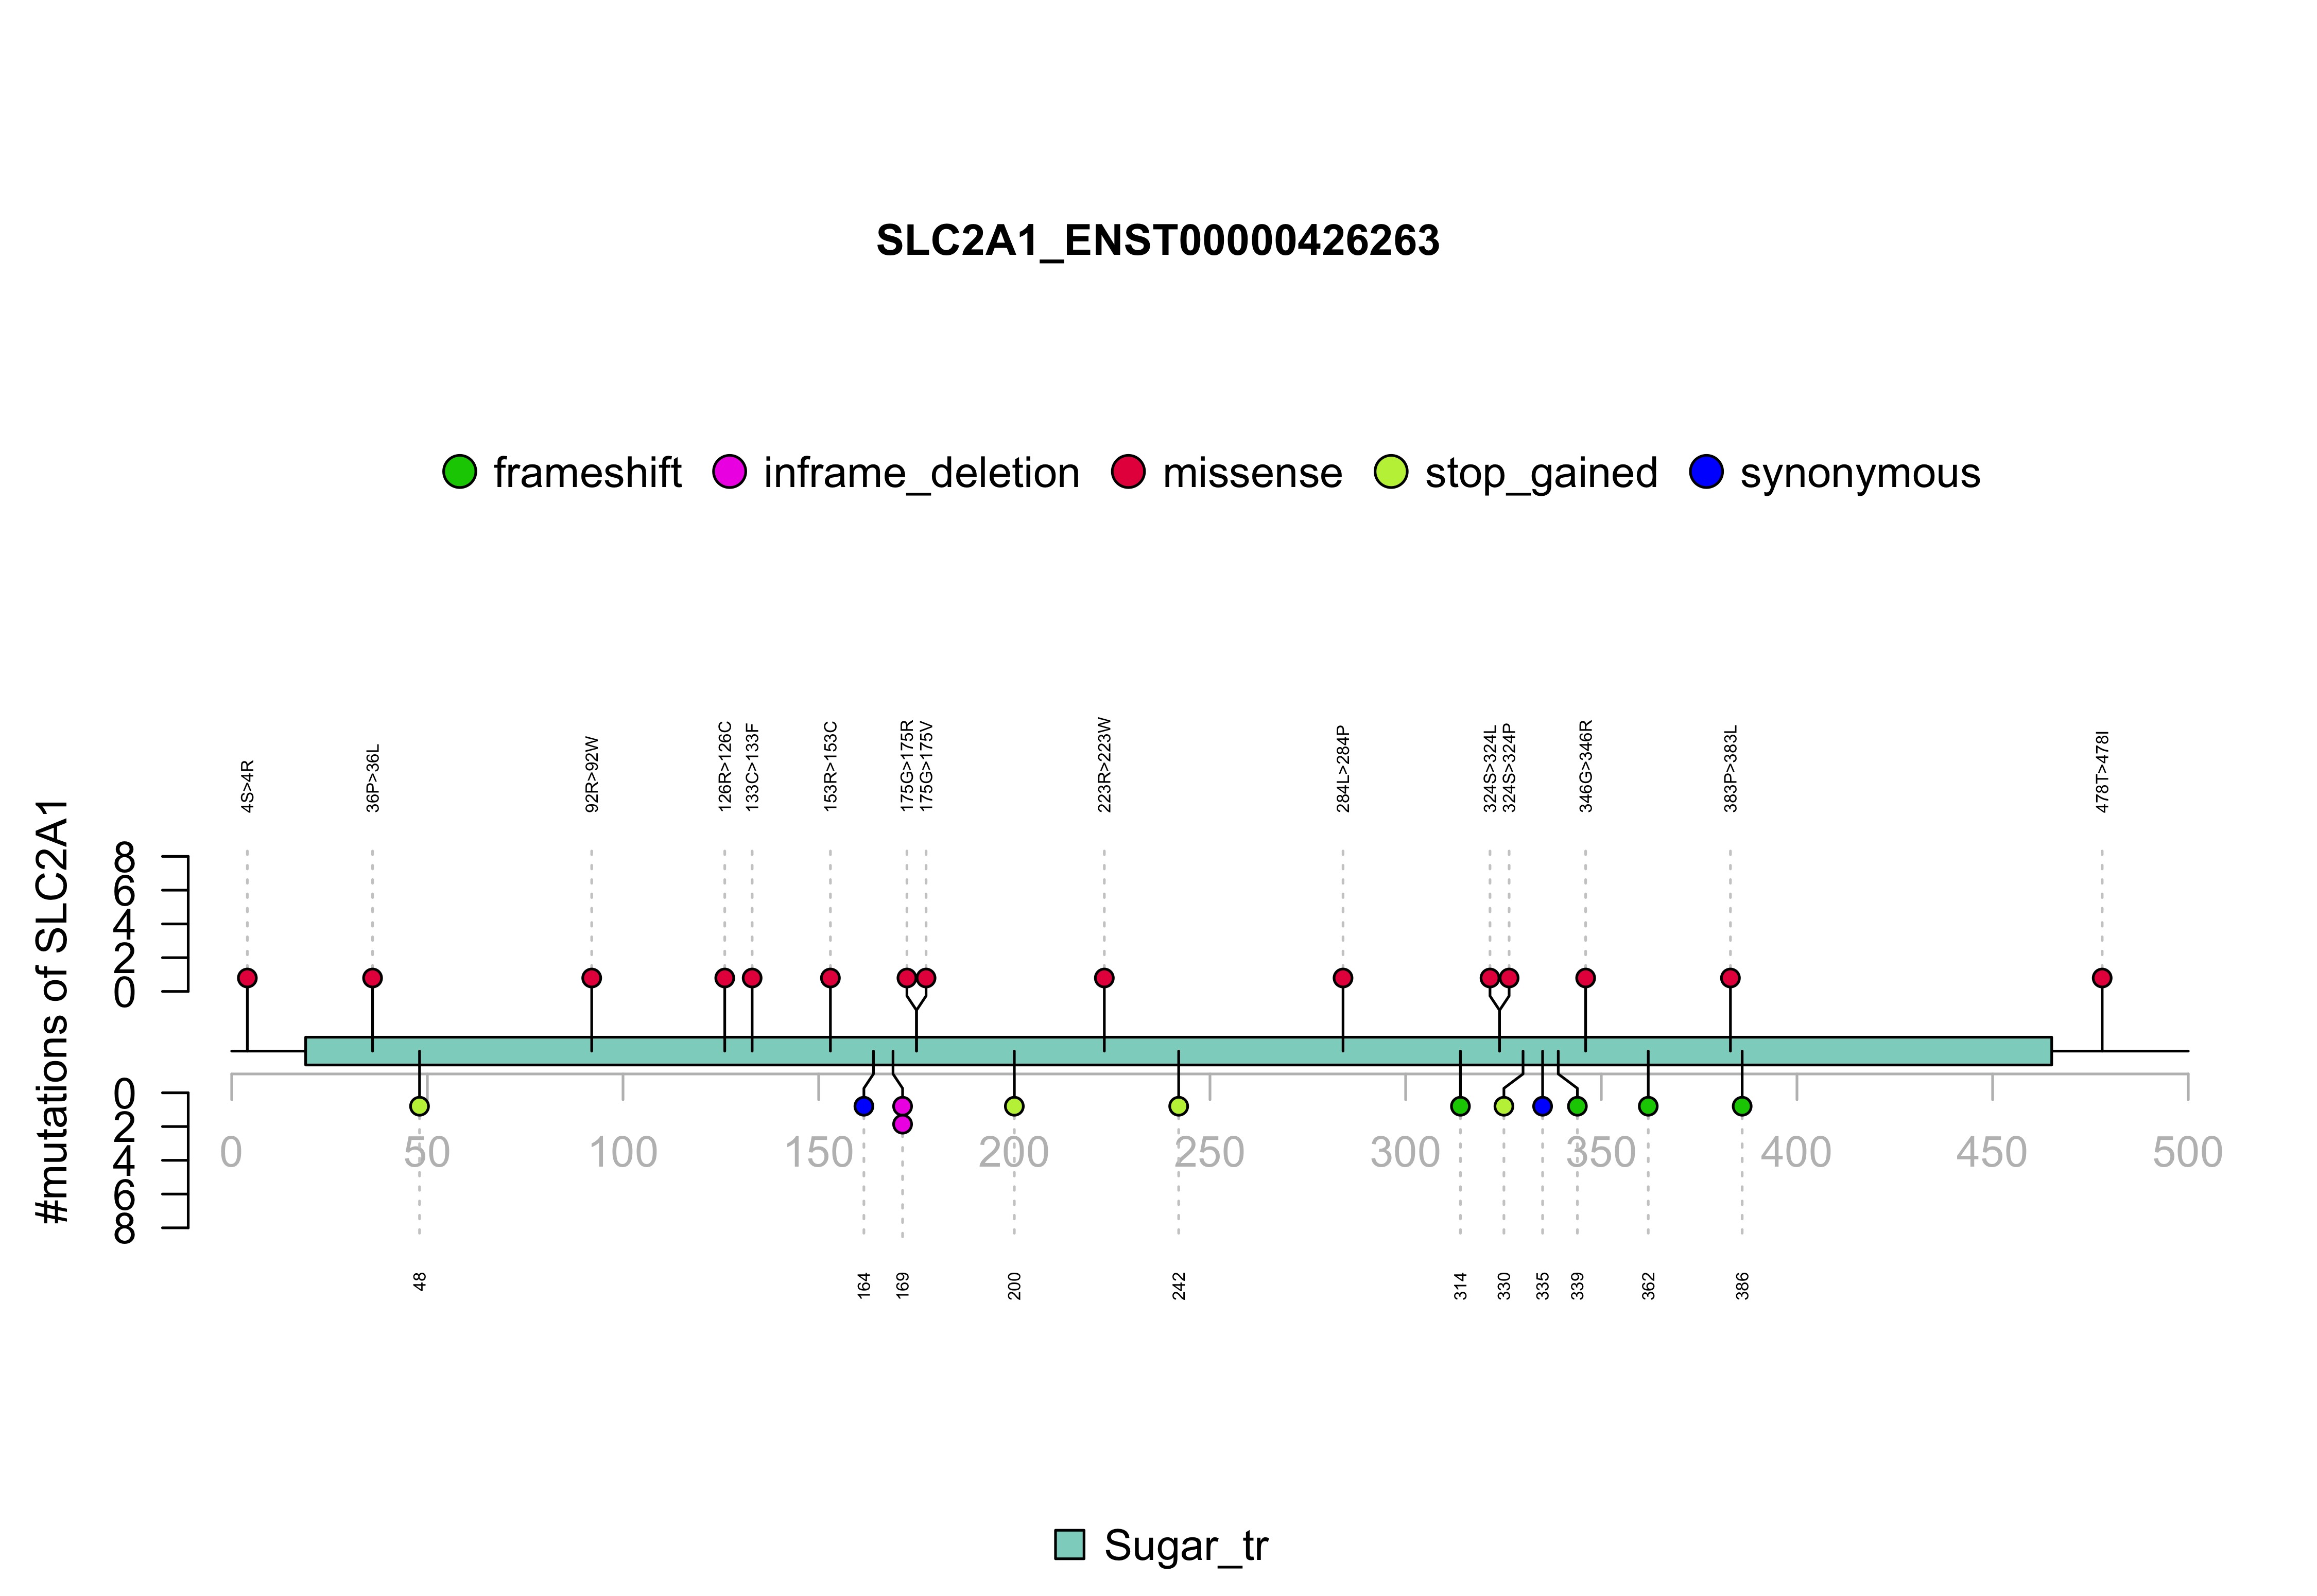 SLC2A1_ENST00000426263
frameshift inframe_deletion missense stop_gained synonymous
4S>4R 36P>36L 92R>92W 126R>126C 133C>133F 153R>153C 175G>175R 175G>175V 223R>223W 284L>284P 324S>324L 324S>324P 346G>346R 383P>383L 478T>478I
#mutations of SLC2A1
8
6
4
2
0
0
2
4
6
8
0 50 100 150 200 250 300 350 400 450 500
48 164 169 200 242 314 330 335 339 362 386
Sugar_tr